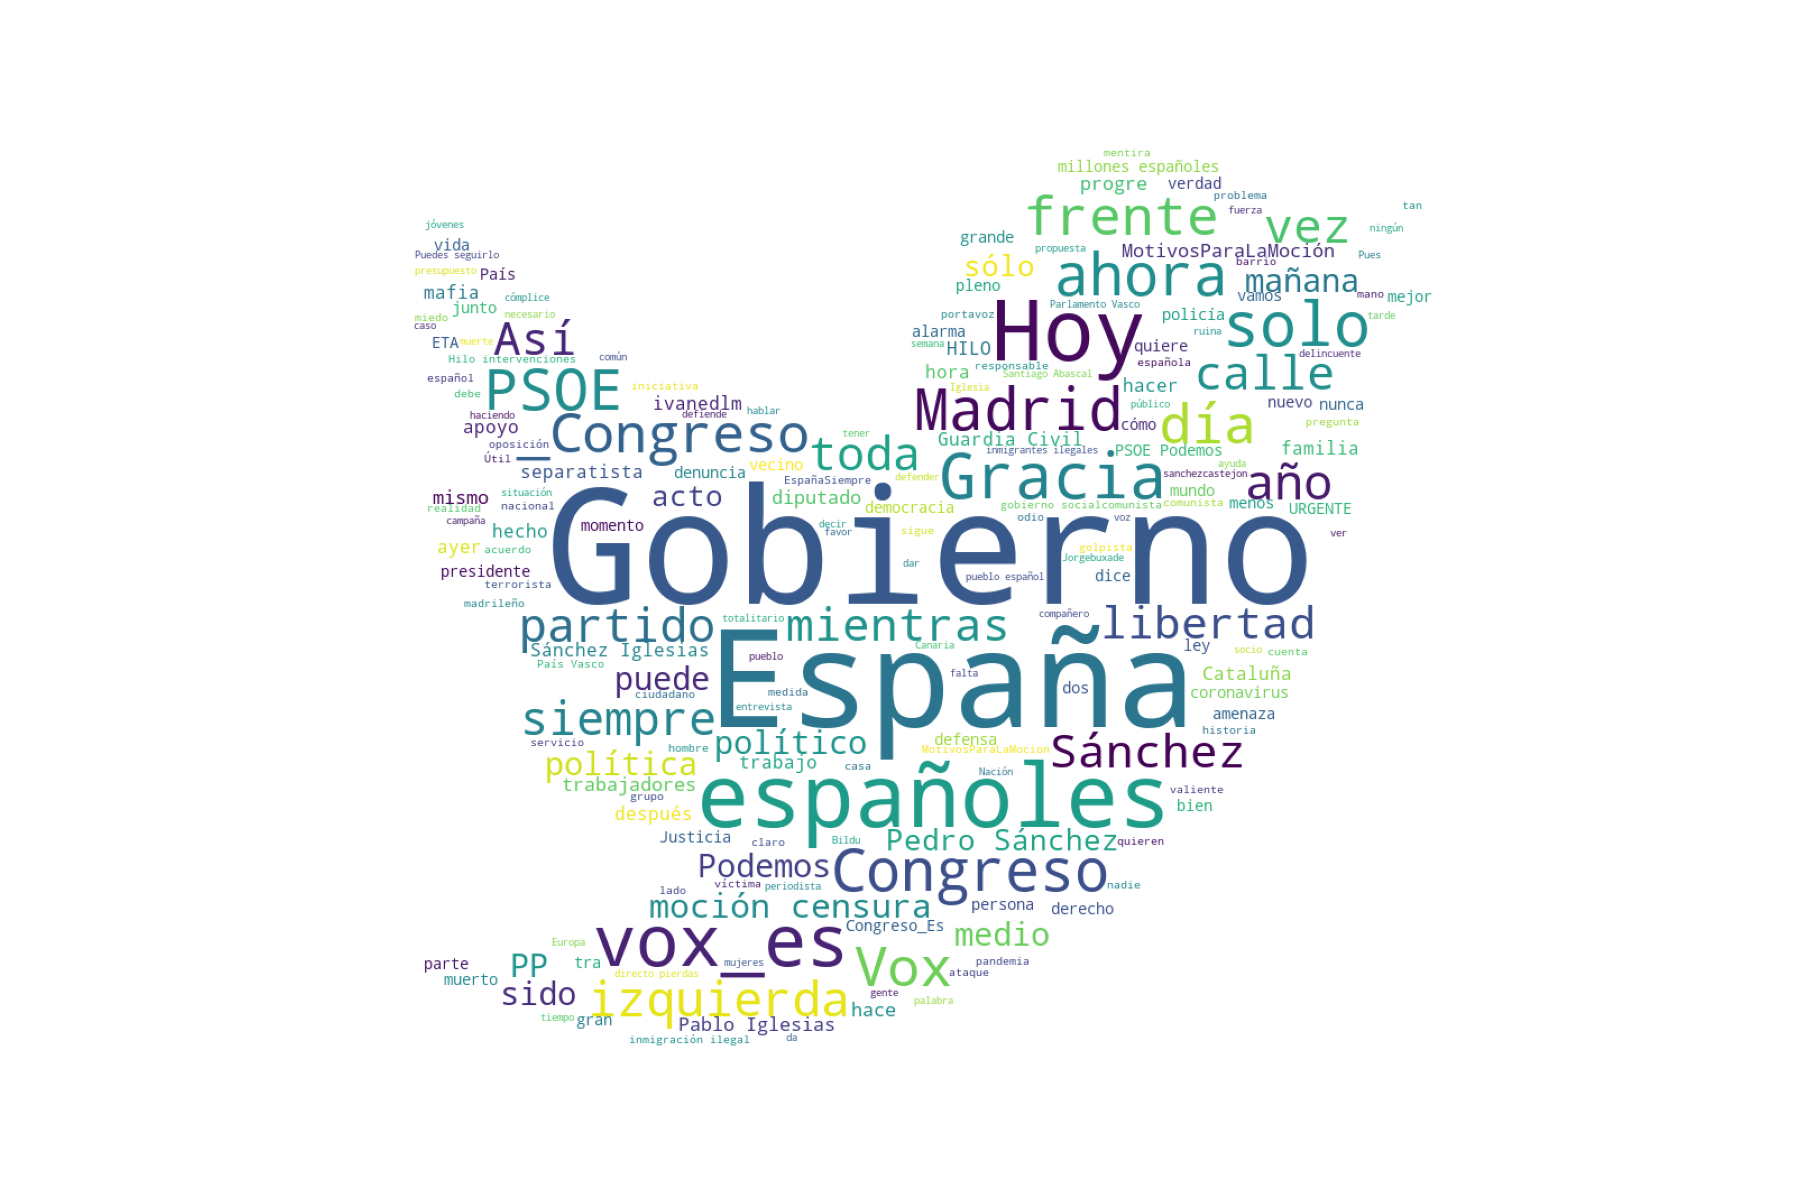 mentira
millones españoles
progre verdad
problema
frente
fuerza
vez
tan
jóvenes
ningún
vida
grande
propuesta
MotivosParaLaMoción
Puedes seguirlo
Pues
barrio
presupuesto
País
sólo
ahora
mañana
mafia
cómplice
pleno
vamos
mano
mejor
junto
necesario
Parlamento Vasco
miedo
portavoz
Hoy
policía
solo
tarde
caso
Así
alarma
ruina
ETA
muerte
semana
HILO
quiere
delincuente
Hilo intervenciones
común
responsable
española
español
PSOE
iniciativa
hora
Santiago Abascal
calle
debe
Iglesia
hacer
ivanedlm
Madrid
público
nuevo
nunca
haciendo
defiende
hablar
día
apoyo
_Congreso
tener
cómo
pregunta
oposición
toda
Guardia Civil
familia
Útil
inmigrantes ilegales
PSOE Podemos
separatista
denuncia
vecino
Gracia
ayuda
EspañaSiempre
defender
sanchezcastejon
año
mismo
situación
acto
diputado
mundo
realidad
nacional
democracia
gobierno socialcomunista
comunista
menos
URGENTE
campaña
momento
decir
odio
voz
hecho
favor
sigue
ver
ayer
acuerdo
Gobierno
golpista
Jorgebuxade
presidente
dar
terrorista
pueblo español
dice
madrileño
partido
totalitario
mientras
compañero
libertad
Sánchez Iglesias
Canaria
ley
socio
cuenta
País Vasco
pueblo
España
puede
falta
Cataluña
ciudadano
medida
dos
coronavirus
siempre
entrevista
amenaza
historia
servicio
hombre
político
defensa
MotivosParaLaMocion
Sánchez
política
trabajo
casa
Nación
trabajadores
españoles
valiente
grupo
bien
después
Justicia
claro
Bildu
Pedro Sánchez
quieren
Podemos
Congreso
víctima
periodista
nadie
lado
moción censura
persona
derecho
Congreso_Es
medio
Europa
vox_es
parte
PP
tra
mujeres
Vox
pandemia
muerto
directo pierdas
ataque
sido
izquierda
gente
palabra
hace
tiempo
gran
Pablo Iglesias
inmigración ilegal
da